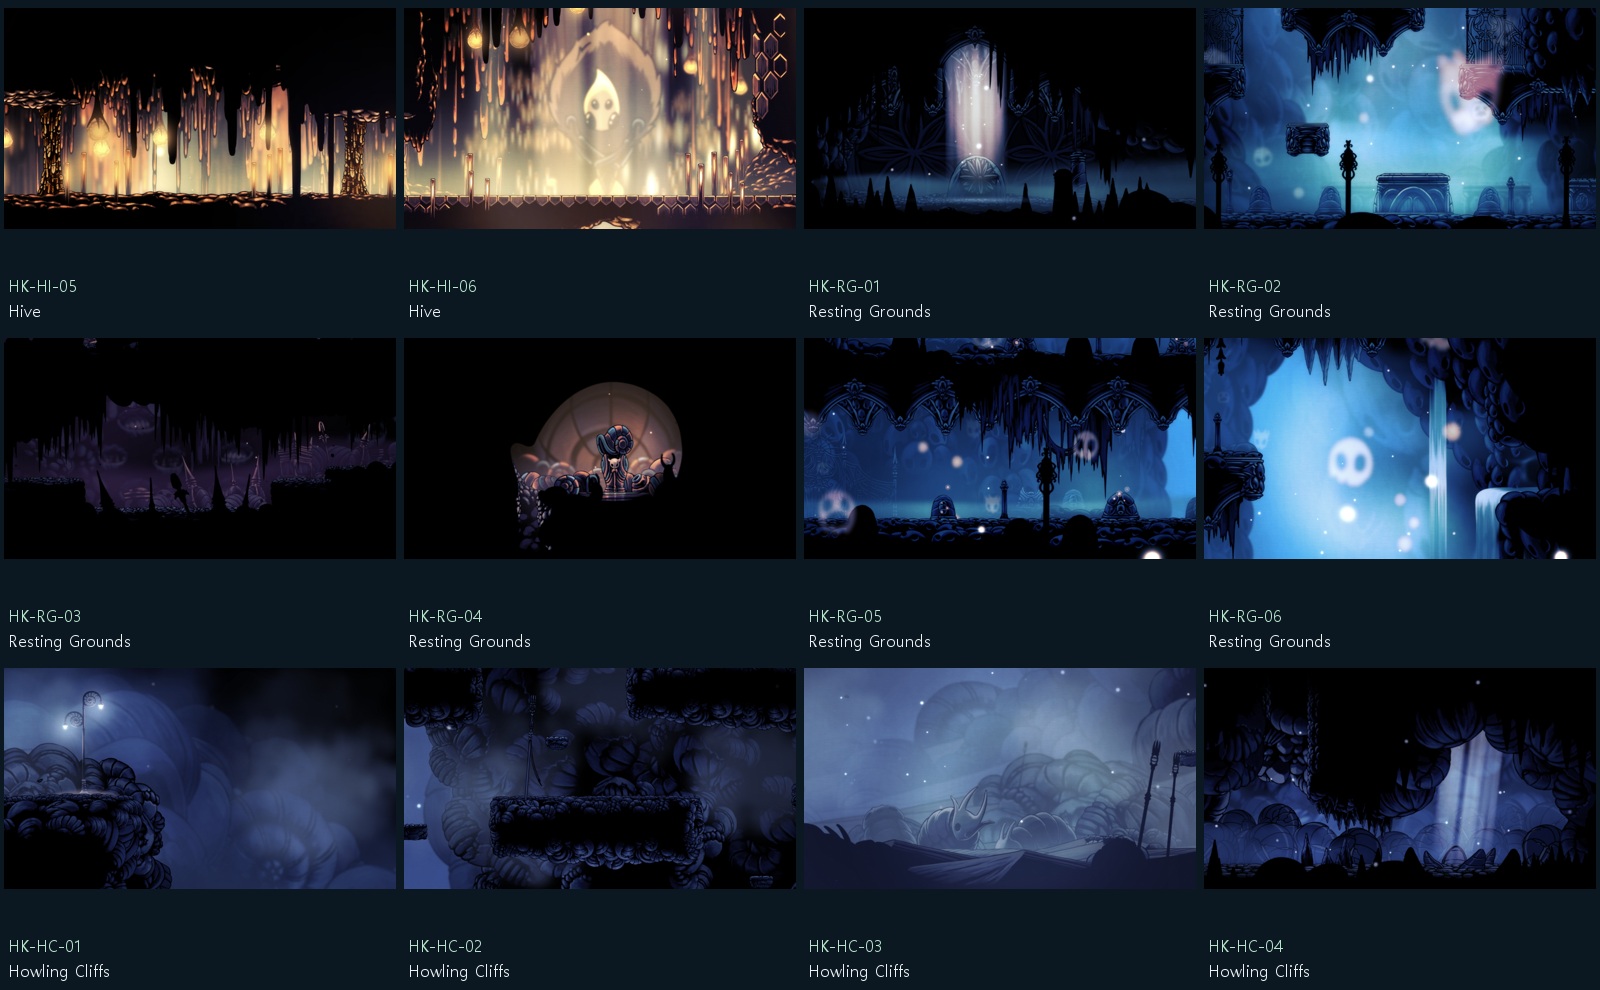 HK-HI-05
Hive
HK-HI-06
Hive
HK-RG-01
Resting Grounds
HK-RG-02
Resting Grounds
HK-RG-03
Resting Grounds
HK-RG-04
Resting Grounds
HK-RG-05
Resting Grounds
HK-RG-06
Resting Grounds
HK-HC-01
Howling Cliffs
HK-HC-02
Howling Cliffs
HK-HC-03
Howling Cliffs
HK-HC-04
Howling Cliffs